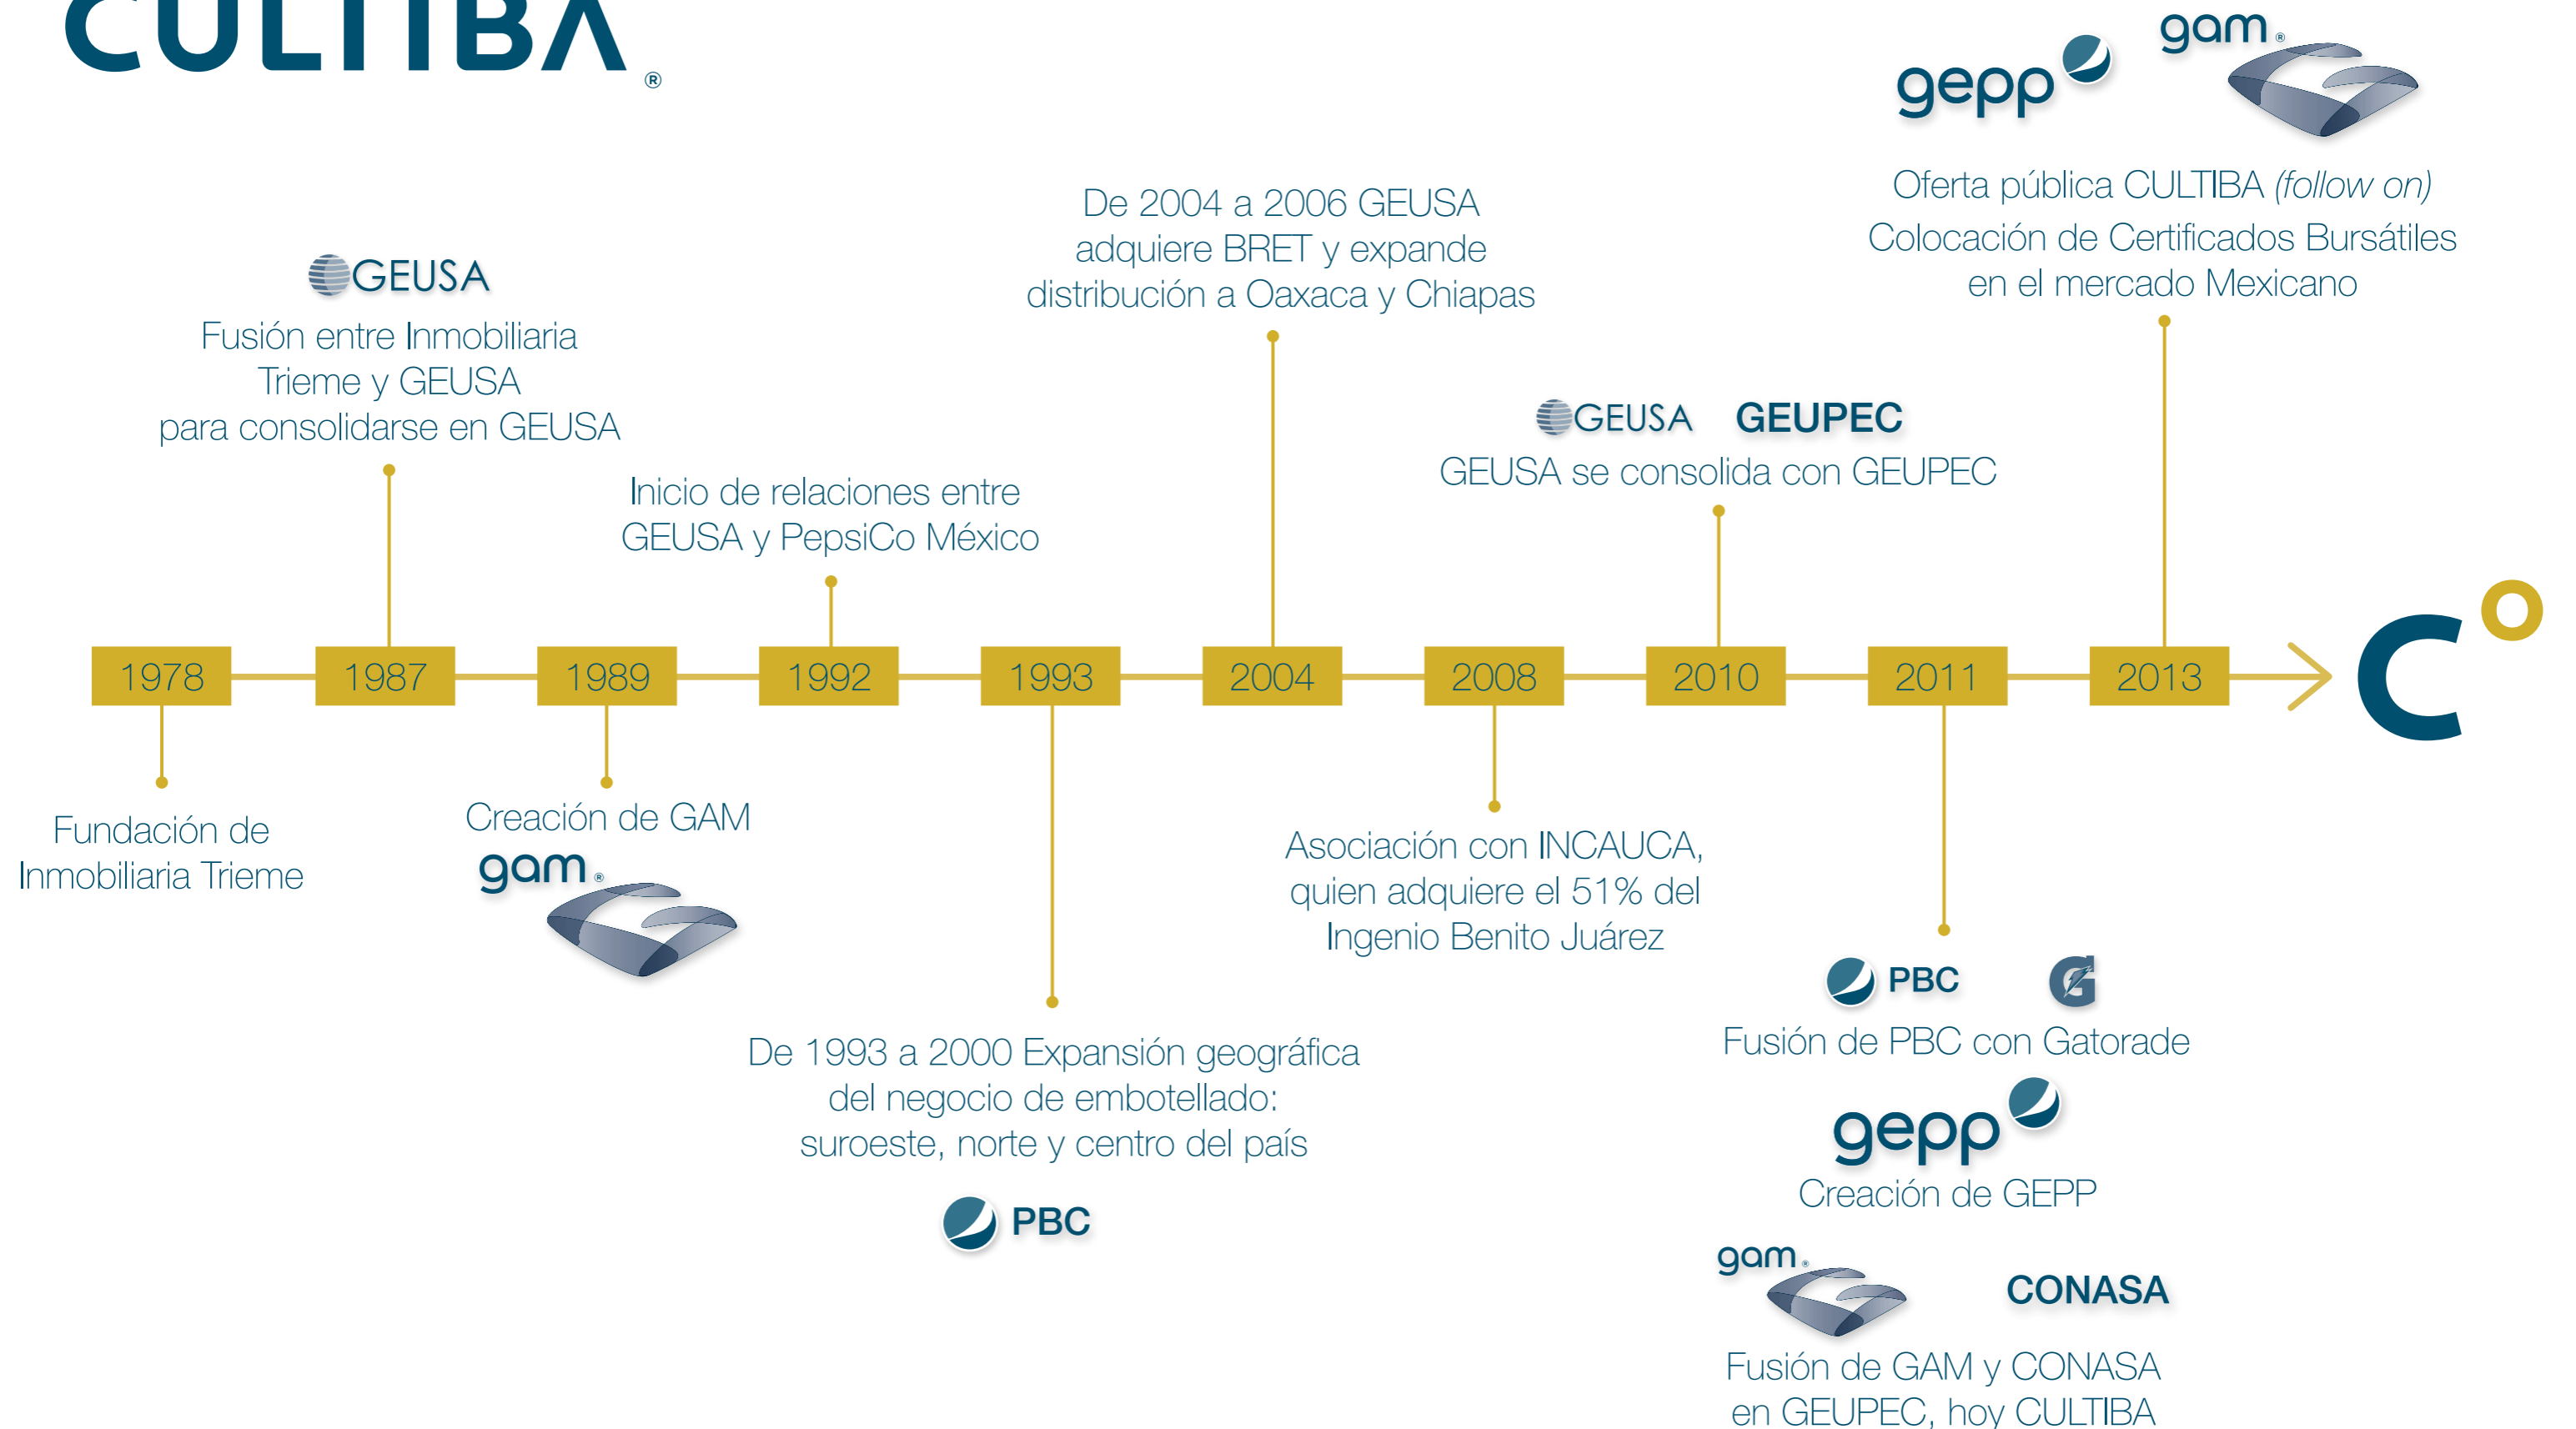 CULTIBA®
gepp
gam®
Oferta pública CULTIBA (follow on)
Colocación de Certificados Bursátiles
en el mercado Mexicano
De 2004 a 2006 GEUSA
adquiere BRET y expande
distribución a Oaxaca y Chiapas
GEUSA
Fusión entre Inmobiliaria
Trieme y GEUSA
para consolidarse en GEUSA
GEUSA GEUPEC
GEUSA se consolida con GEUPEC
Inicio de relaciones entre
GEUSA y PepsiCo México
1978 1987 1989 1992 1993 2004 2008 2010 2011 2013
C°
Fundación de
Inmobiliaria Trieme
Creación de GAM
gam®
De 1993 a 2000 Expansión geográfica
del negocio de embotellado:
suroeste, norte y centro del país
PBC
Asociación con INCAUCA,
quien adquiere el 51% del
Ingenio Benito Juárez
PBC G
Fusión de PBC con Gatorade
gepp
Creación de GEPP
gam® CONASA
Fusión de GAM y CONASA
en GEUPEC, hoy CULTIBA